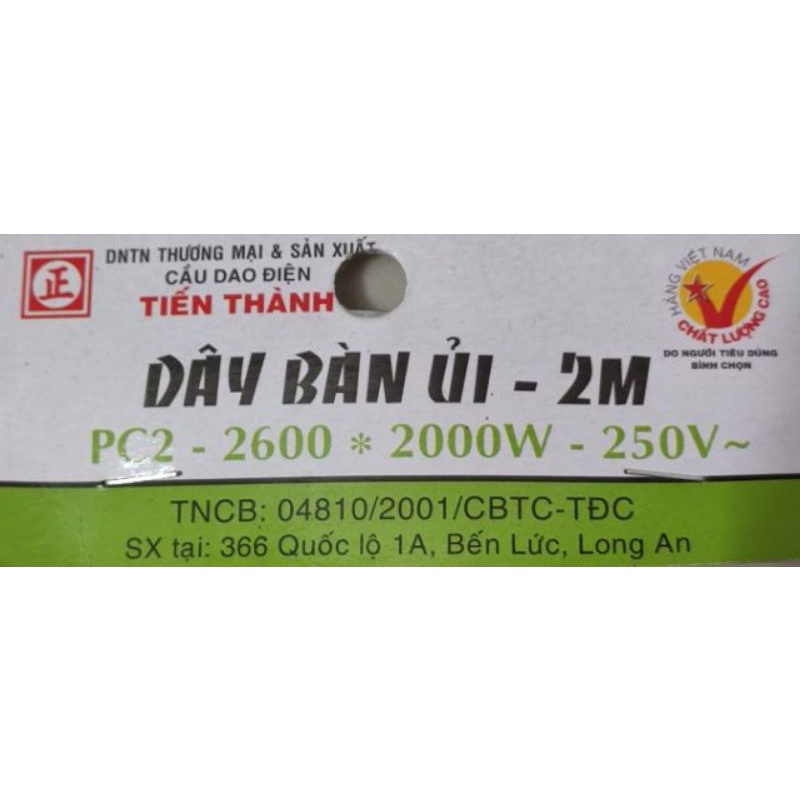 正
DNTN THƯƠNG MẠI & SẢN XUẤT
CẦU DAO ĐIỆN
TIẾN THÀNH
HÀNG VIỆT NAM
CHẤT LƯỢNG CAO
DO NGƯỜI TIÊU DÙNG
BÌNH CHỌN
DÂY BÀN ỦI - 2M
PC2 - 2600 * 2000W - 250V~
TNCB: 04810/2001/CBTC-TĐC
SX tại: 366 Quốc lộ 1A, Bến Lức, Long An